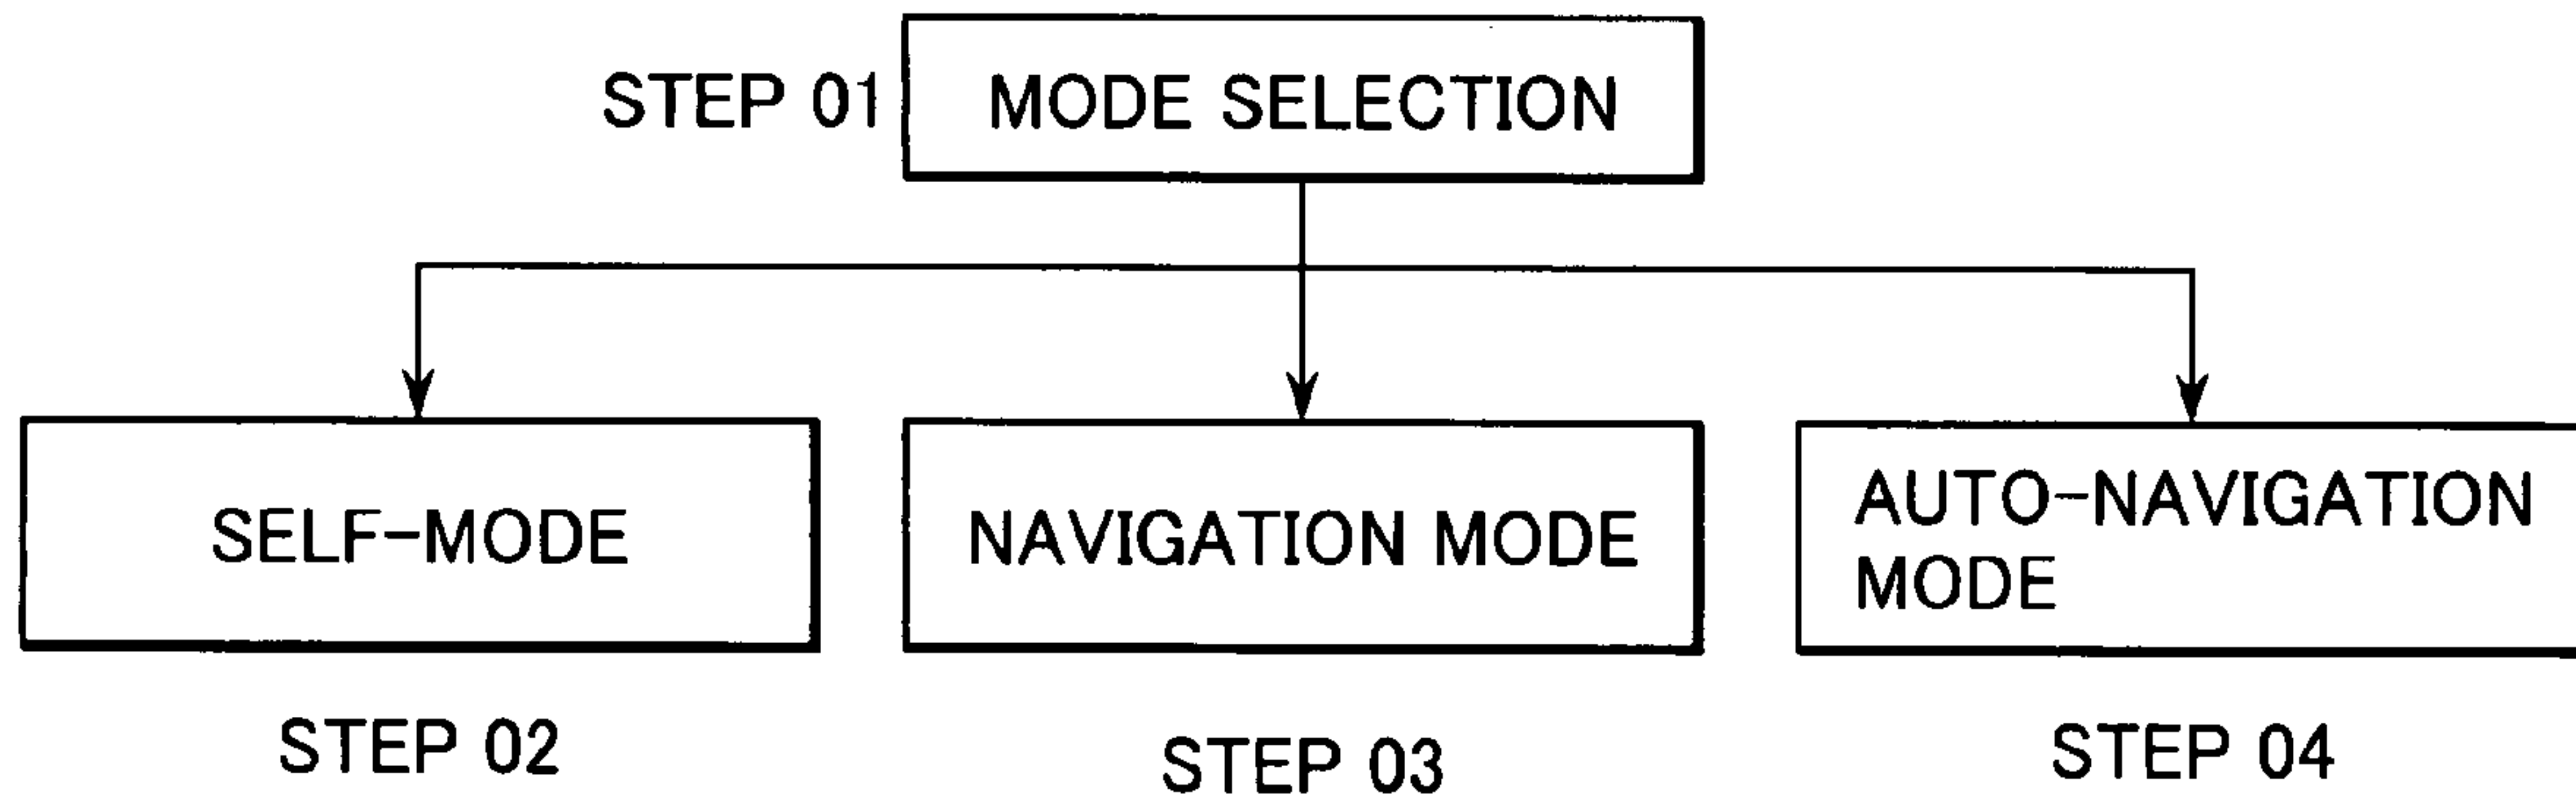 STEP 01
MODE SELECTION
SELF-MODE
NAVIGATION MODE
AUTO-NAVIGATION
MODE
STEP 02
STEP 03
STEP 04